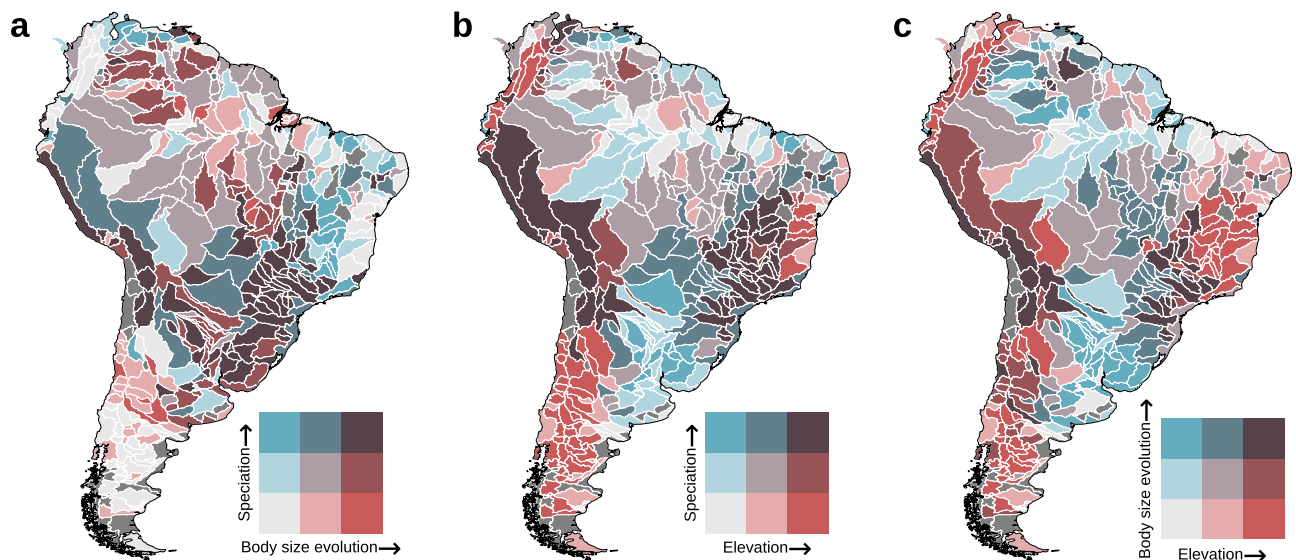 a
b
c
Speciation
Body size evolution
Speciation
Elevation
Body size evolution
Elevation